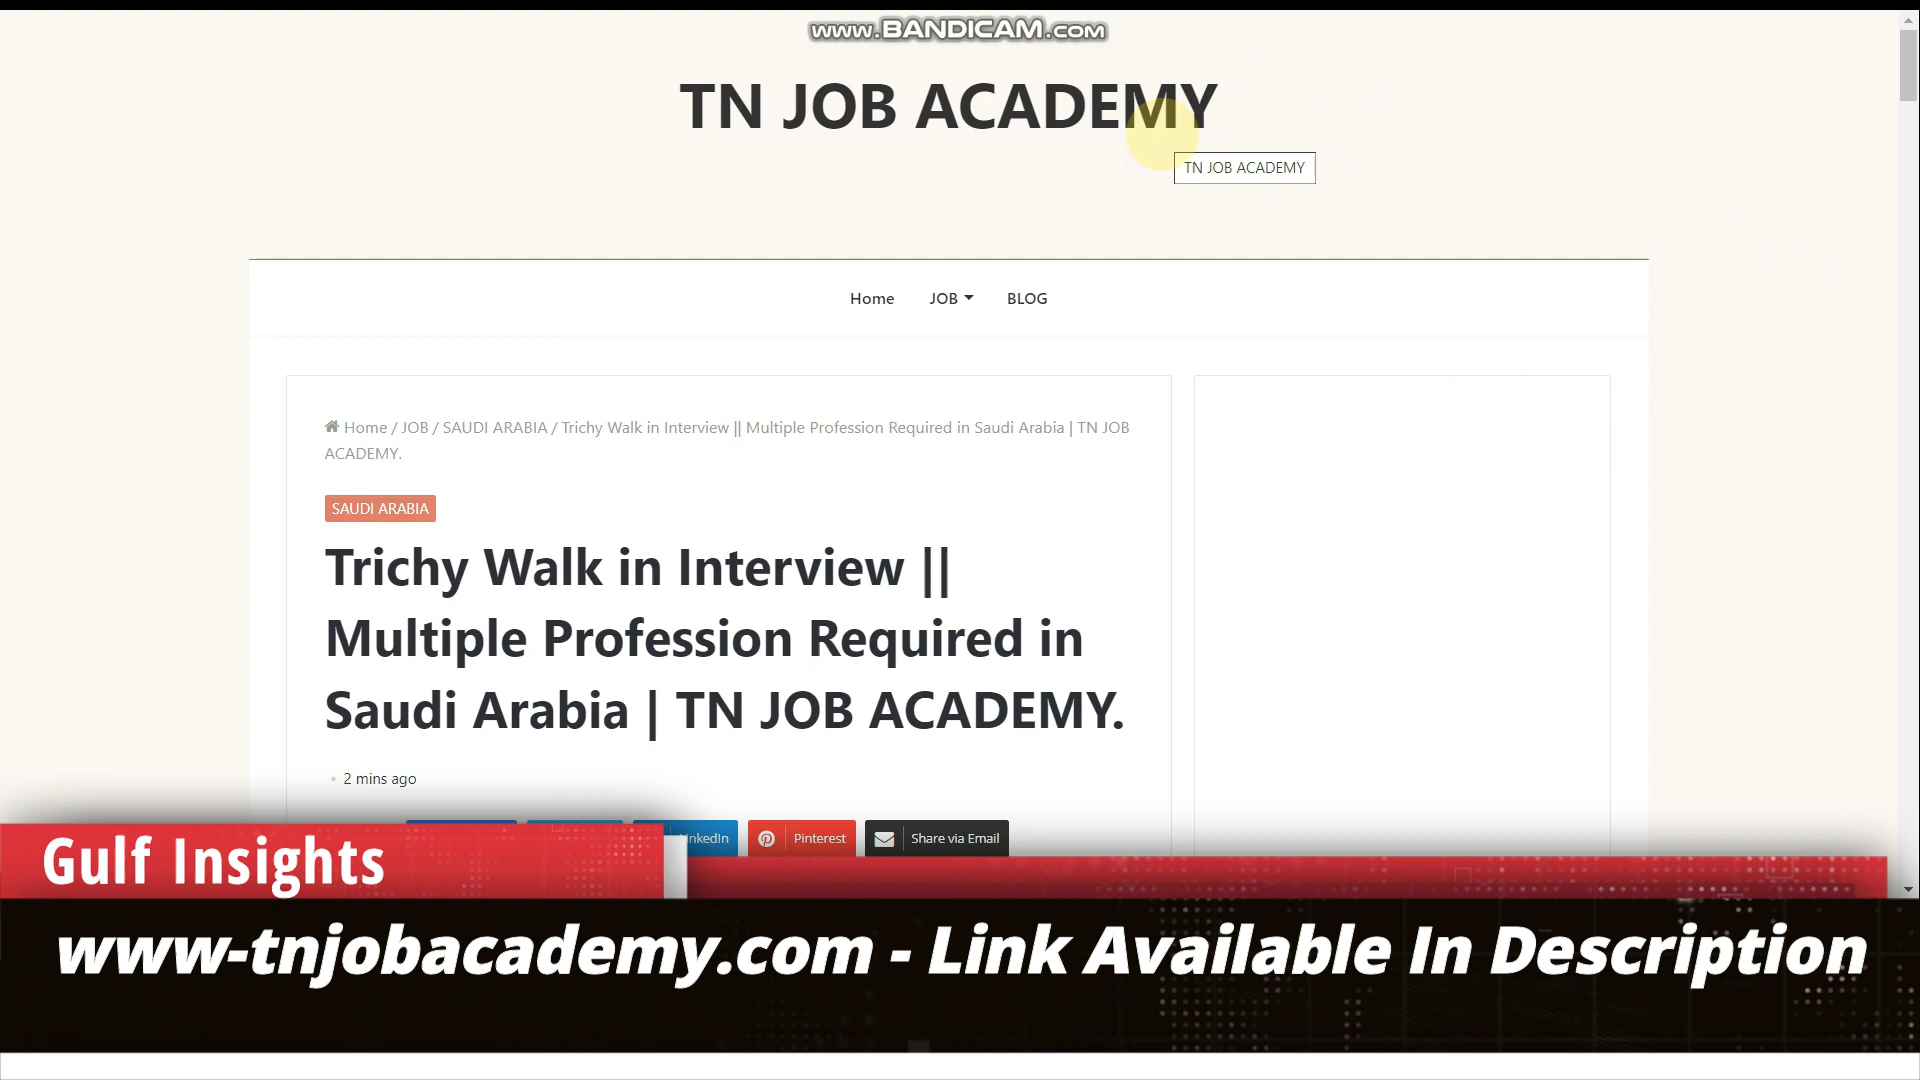 www.BANDICAM.com
TN JOB ACADEMY
TN JOB ACADEMY
Home JOB BLOG
Home / JOB / SAUDI ARABIA / Trichy Walk in Interview || Multiple Profession Required in Saudi Arabia | TN JOB
ACADEMY.
SAUDI ARABIA
Trichy Walk in Interview ||
Multiple Profession Required in
Saudi Arabia | TN JOB ACADEMY.
2 mins ago
Pinterest Share via Email
Gulf Insights
www-tnjobacademy.com - Link Available In Description